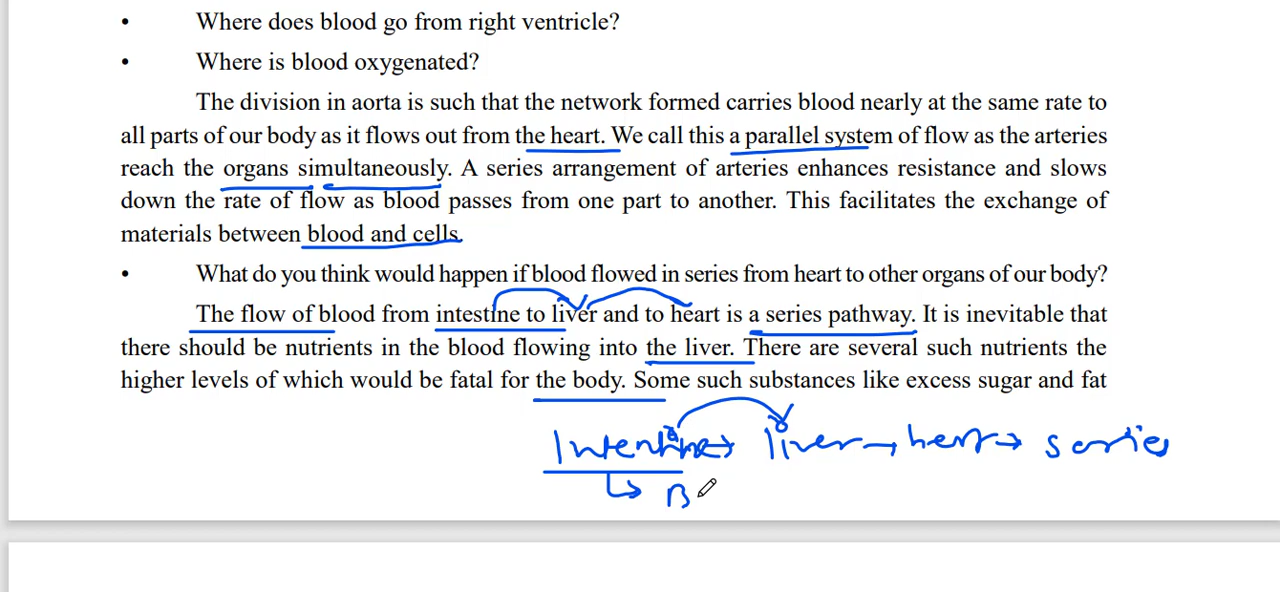 • Where does blood go from right ventricle?
• Where is blood oxygenated?
The division in aorta is such that the network formed carries blood nearly at the same rate to
all parts of our body as it flows out from the heart. We call this a parallel system of flow as the arteries
reach the organs simultaneously. A series arrangement of arteries enhances resistance and slows
down the rate of flow as blood passes from one part to another. This facilitates the exchange of
materials between blood and cells.
• What do you think would happen if blood flowed in series from heart to other organs of our body?
The flow of blood from intestine to liver and to heart is a series pathway. It is inevitable that
there should be nutrients in the blood flowing into the liver. There are several such nutrients the
higher levels of which would be fatal for the body. Some such substances like excess sugar and fat
liver → → series
↳ B